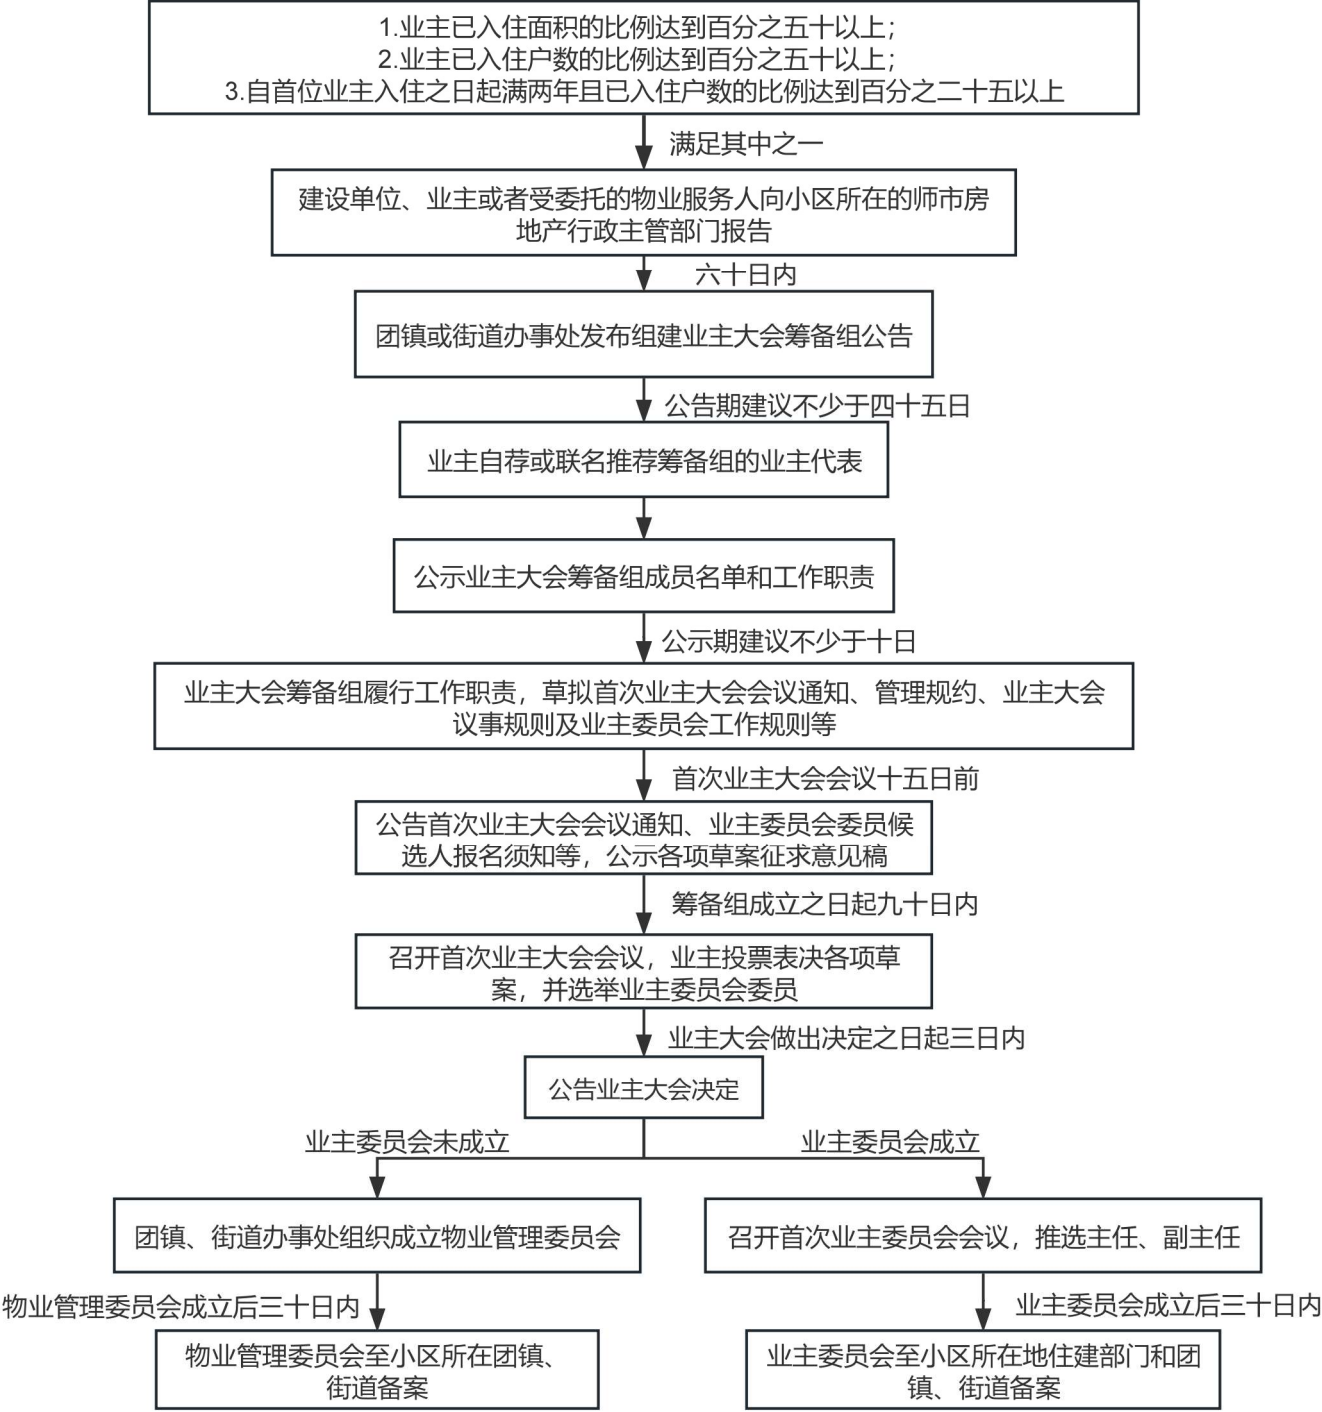 1.业主已入住面积的比例达到百分之五十以上；
2.业主已入住户数的比例达到百分之五十以上；
3.自首位业主入住之日起满两年且已入住户数的比例达到百分之二十五以上
满足其中之一
建设单位、业主或者受委托的物业服务人向小区所在的师市房
地产行政主管部门报告
六十日内
团镇或街道办事处发布组建业主大会筹备组公告
公告期建议不少于四十五日
业主自荐或联名推荐筹备组的业主代表
公示业主大会筹备组成员名单和工作职责
公示期建议不少于十日
业主大会筹备组履行工作职责，草拟首次业主大会会议通知、管理规约、业主大会
议事规则及业主委员会工作规则等
首次业主大会会议十五日前
公告首次业主大会会议通知、业主委员会委员候
选人报名须知等，公示各项草案征求意见稿
筹备组成立之日起九十日内
召开首次业主大会会议，业主投票表决各项草
案，并选举业主委员会委员
业主大会做出决定之日起三日内
公告业主大会决定
业主委员会未成立
业主委员会成立
团镇、街道办事处组织成立物业管理委员会
召开首次业主委员会会议，推选主任、副主任
物业管理委员会成立后三十日内
业主委员会成立后三十日内
物业管理委员会至小区所在团镇、
街道备案
业主委员会至小区所在地住建部门和团
镇、街道备案